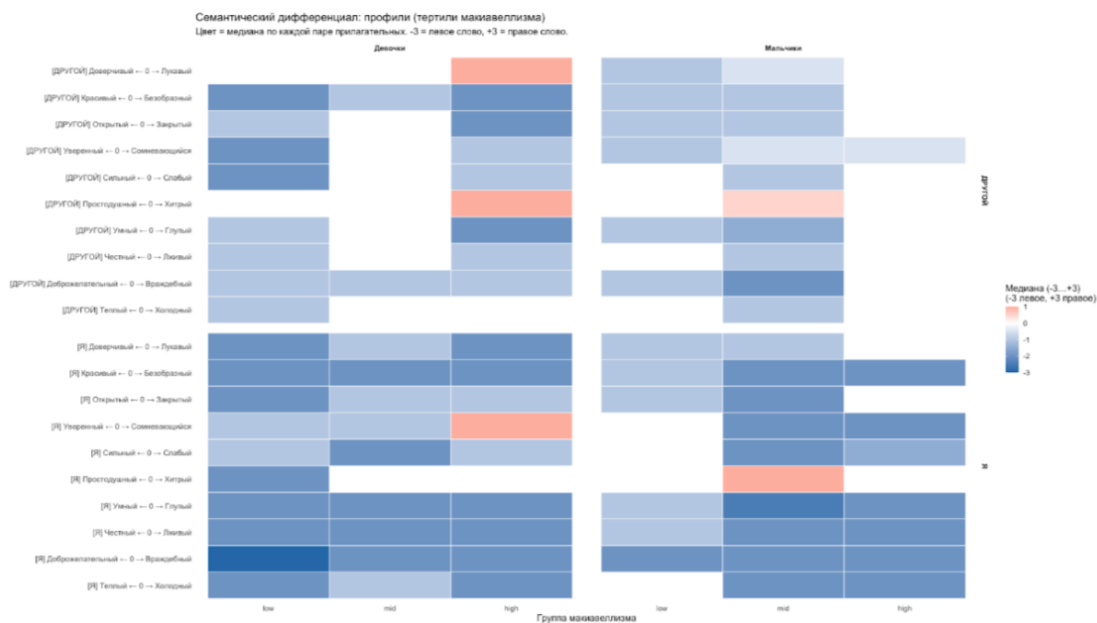 Семантический дифференциал: профили (тертили макиавеллизма)
Цвет = медиана по каждой паре прилагательных. -3 = левое слово, +3 = правое слово.
Девочки Мальчики
[ДРУГОЙ] Доверчивый ← 0 → Лукавый
[ДРУГОЙ] Красивый ← 0 → Безобразный
[ДРУГОЙ] Открытый ← 0 → Закрытый
[ДРУГОЙ] Уверенный ← 0 → Сомневающийся
[ДРУГОЙ] Сильный ← 0 → Слабый
[ДРУГОЙ] Простодушный ← 0 → Хитрый
[ДРУГОЙ] Умный ← 0 → Глупый
[ДРУГОЙ] Честный ← 0 → Лживый
[ДРУГОЙ] Доброжелательный ← 0 → Враждебный
[ДРУГОЙ] Теплый ← 0 → Холодный
ДРУГОЙ
[Я] Доверчивый ← 0 → Лукавый
[Я] Красивый ← 0 → Безобразный
[Я] Открытый ← 0 → Закрытый
[Я] Уверенный ← 0 → Сомневающийся
[Я] Сильный ← 0 → Слабый
[Я] Простодушный ← 0 → Хитрый
[Я] Умный ← 0 → Глупый
[Я] Честный ← 0 → Лживый
[Я] Доброжелательный ← 0 → Враждебный
[Я] Теплый ← 0 → Холодный
Я
low mid high low mid high
Группа макиавеллизма
Медиана (-3...+3)
(-3 левое, +3 правое)
1
0
-1
-2
-3